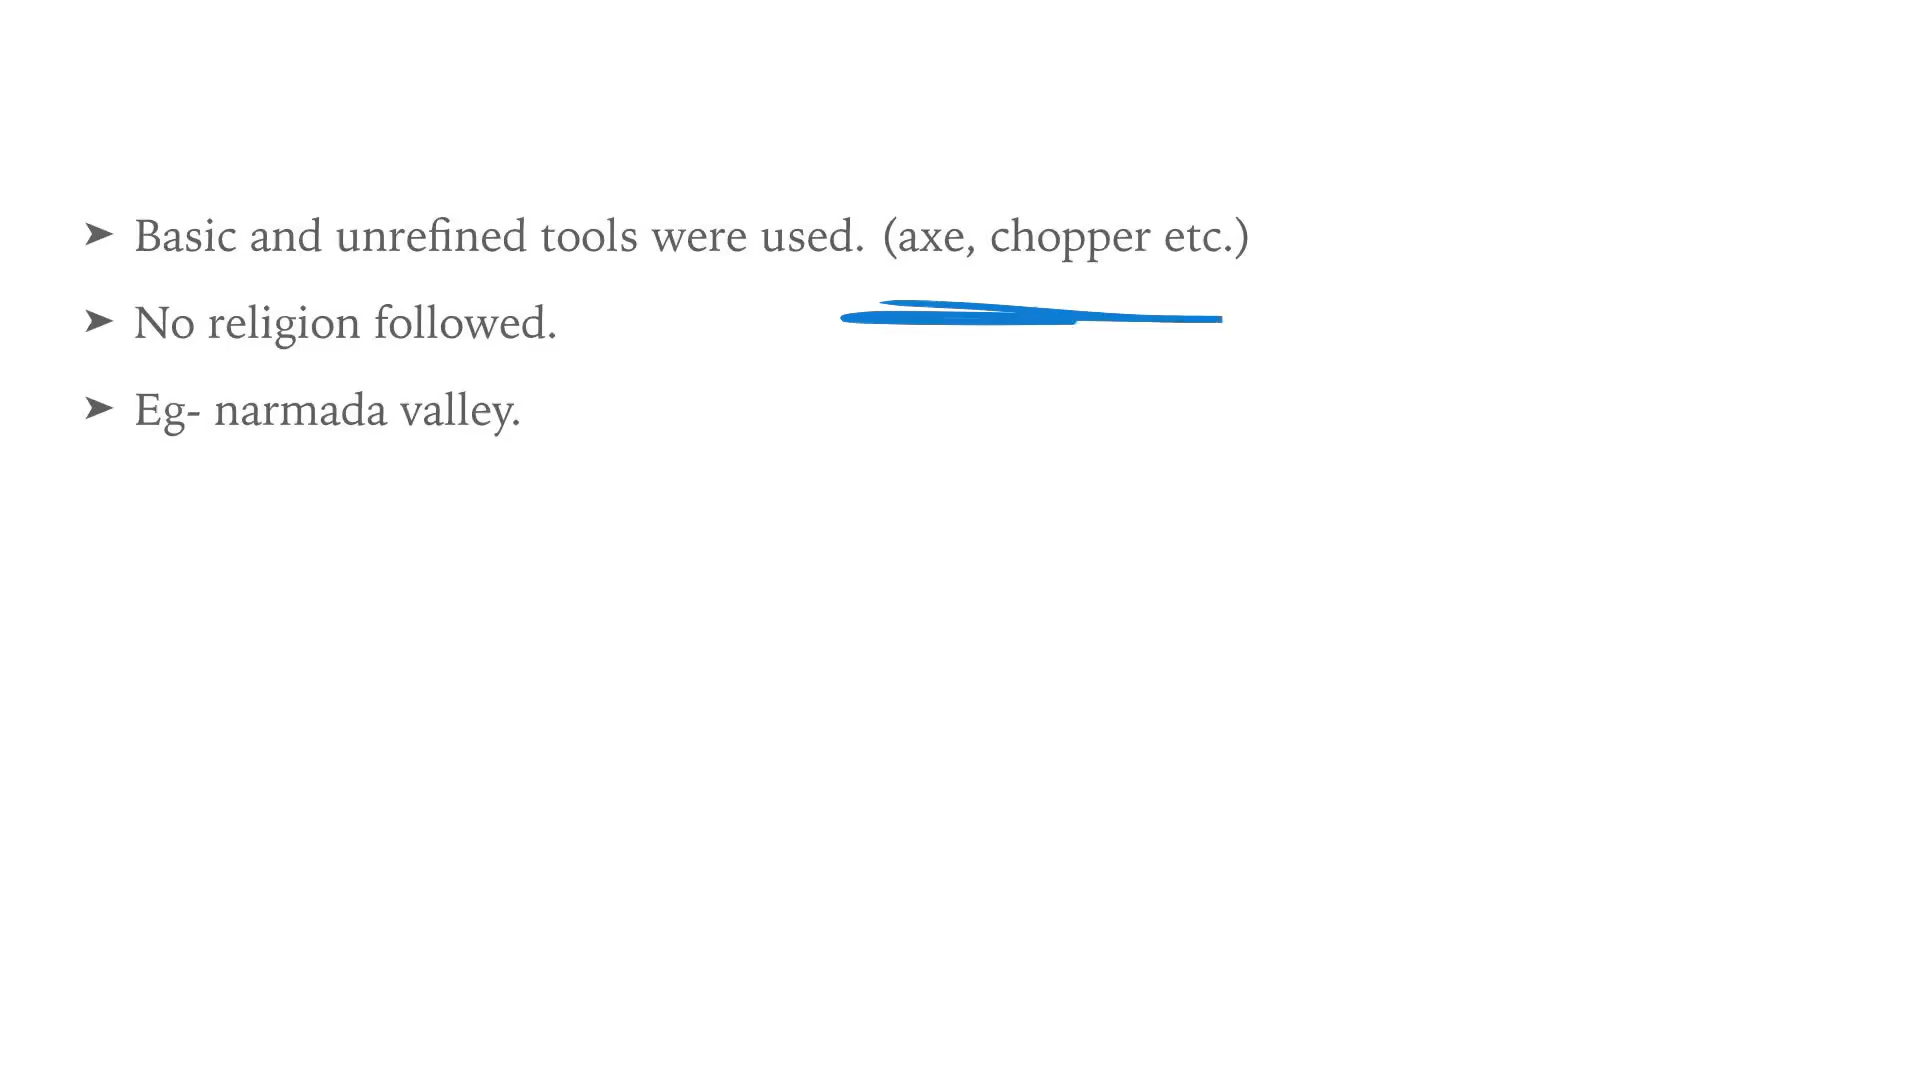 ➤ Basic and unrefined tools were used. (axe, chopper etc.)
➤ No religion followed.
➤ Eg- narmada valley.